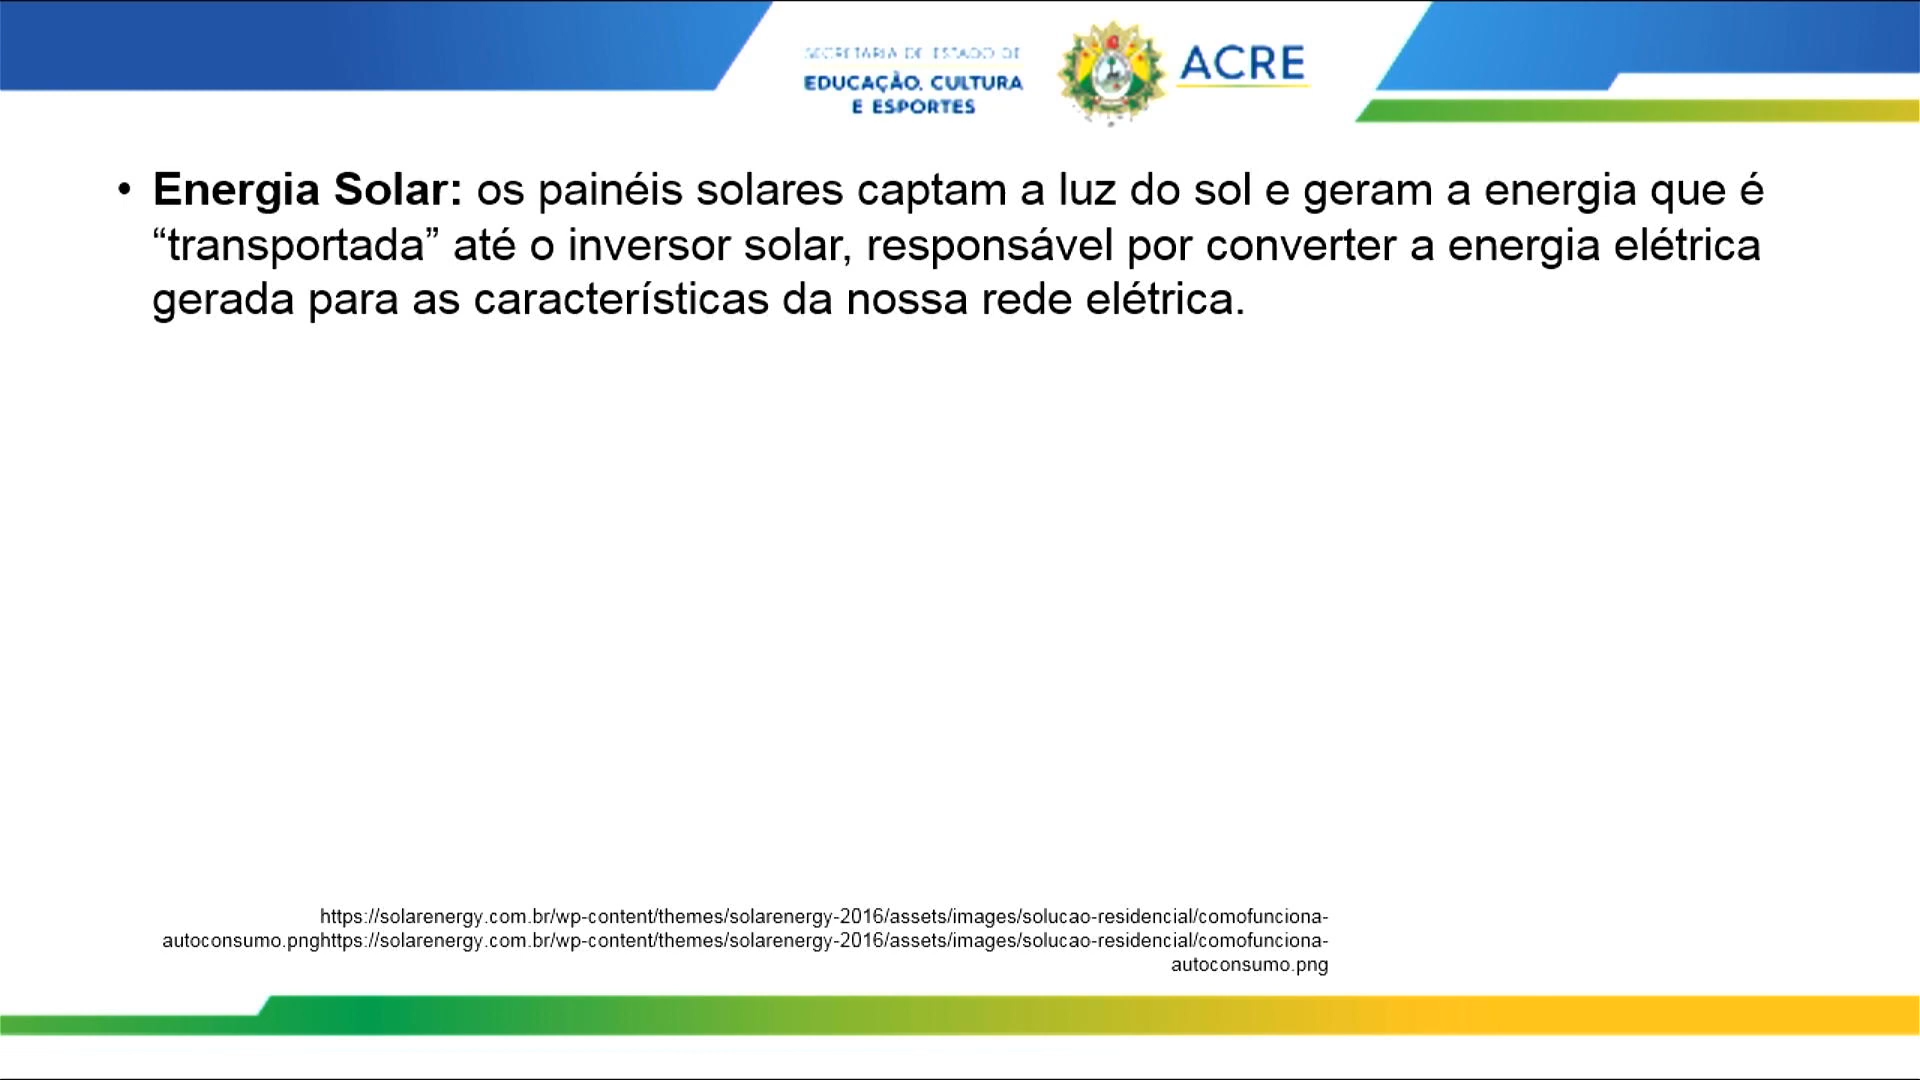 SECRETARIA DE ESTADO DE
EDUCAÇÃO, CULTURA
E ESPORTES
ACRE
• Energia Solar: os painéis solares captam a luz do sol e geram a energia que é
“transportada” até o inversor solar, responsável por converter a energia elétrica
gerada para as características da nossa rede elétrica.
https://solarenergy.com.br/wp-content/themes/solarenergy-2016/assets/images/solucao-residencial/comofunciona-
autoconsumo.pnghttps://solarenergy.com.br/wp-content/themes/solarenergy-2016/assets/images/solucao-residencial/comofunciona-
autoconsumo.png